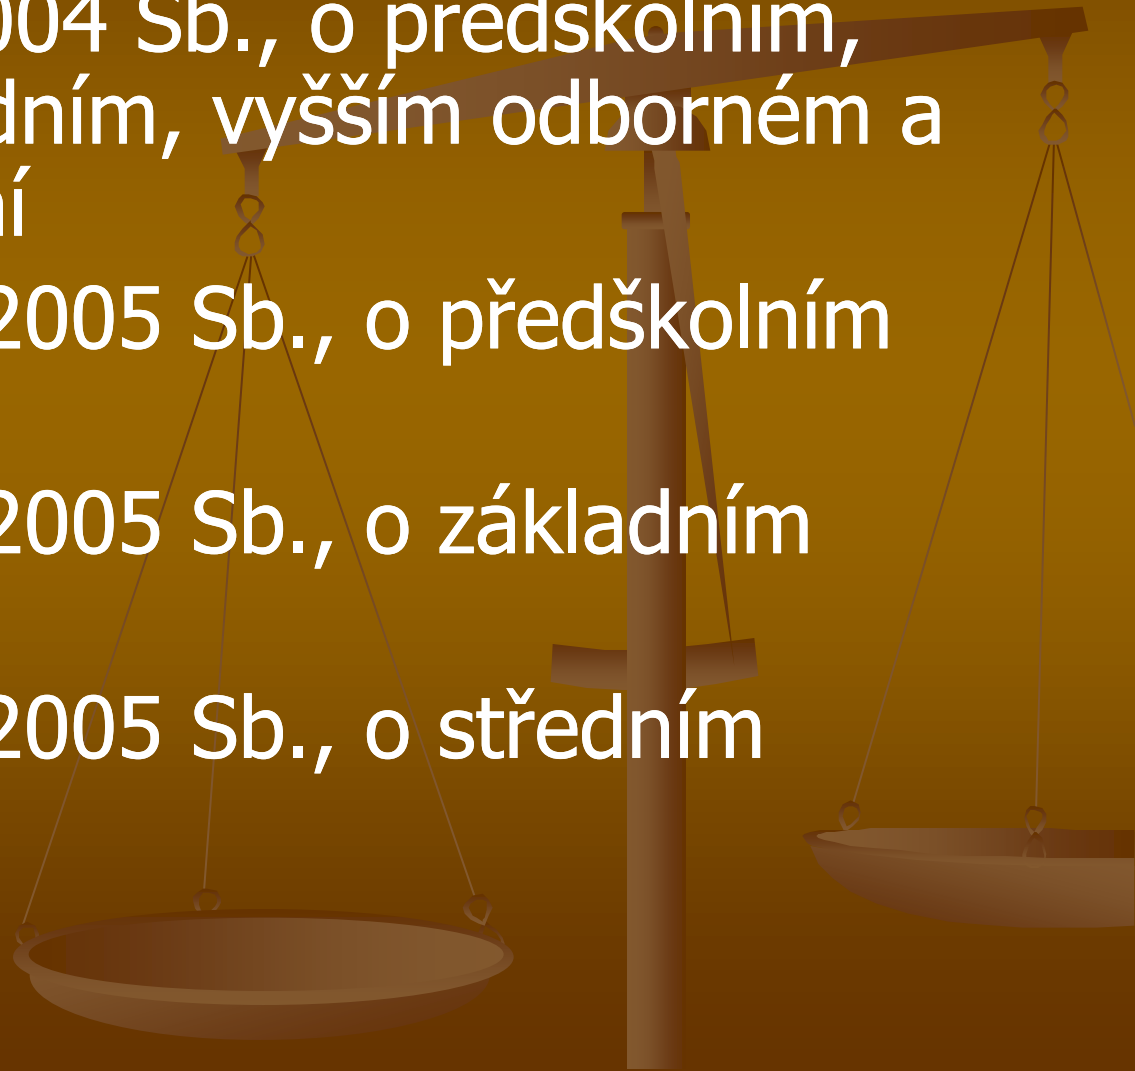 004 Sb., o předškolním,
dním, vyšším odborném a
ní
2005 Sb., o předškolním
2005 Sb., o základním
2005 Sb., o středním